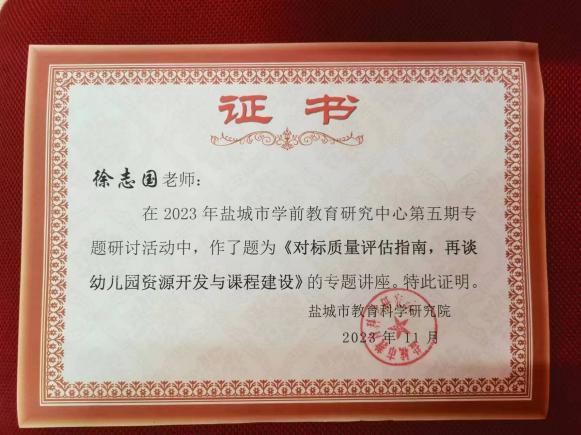 证书
徐志国老师：
在 2023 年盐城市学前教育研究中心第五期专
题研讨活动中，作了题为《对标质量评估指南，再谈
幼儿园资源开发与课程建设》的专题讲座。特此证明。
盐城市教育科学研究院
2023 年 11 月